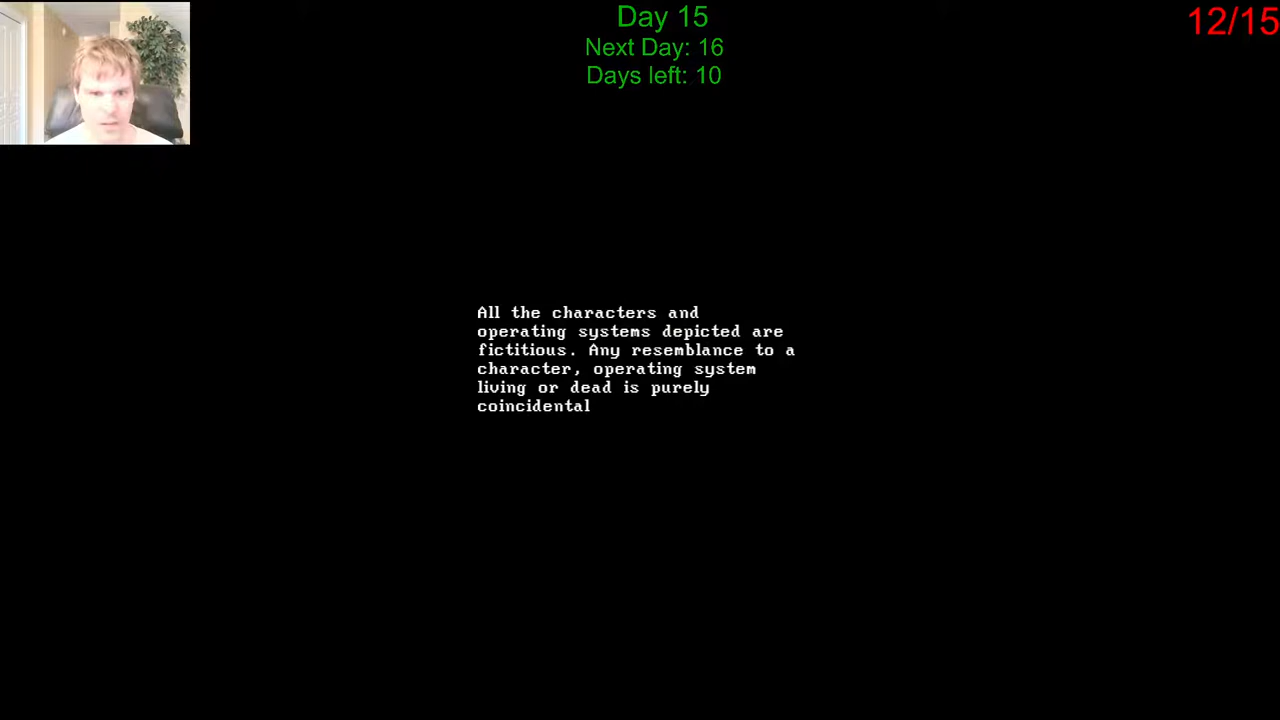 Day 15
Next Day: 16
Days left: 10
12/15
All the characters and
operating systems depicted are
fictitious. Any resemblance to a
character, operating system
living or dead is purely
coincidental